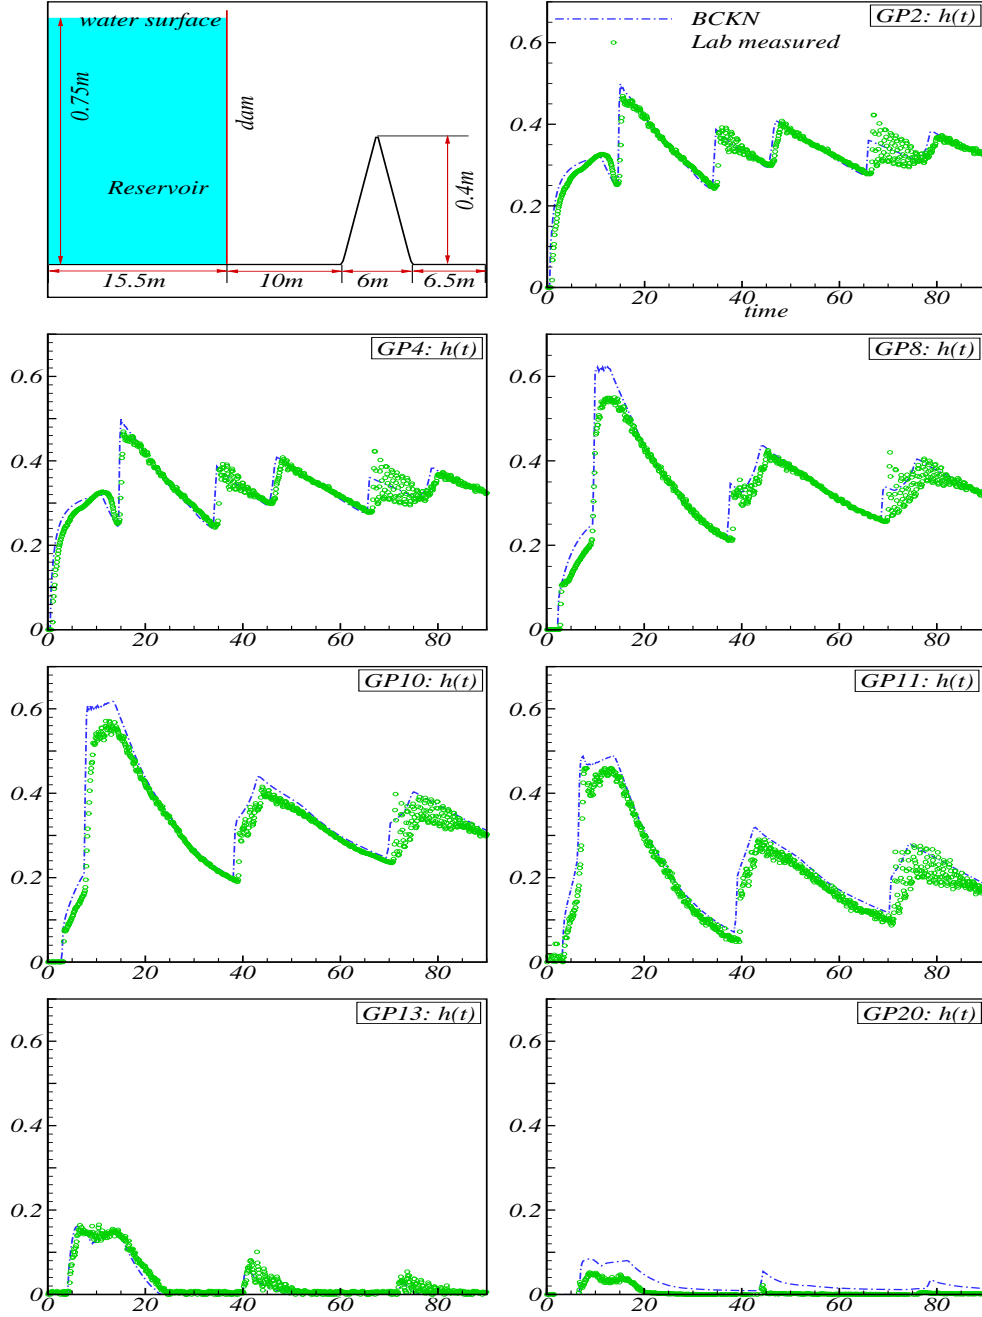 water surface
0.75m
dam
Reservoir
0.4m
15.5m
10m
6m
6.5m
BCKN
Lab measured
GP2: h(t)
0.6
0.4
0.2
0
0 20 40 60 80
time
GP4: h(t)
0.6
0.4
0.2
0
0 20 40 60 80
GP8: h(t)
0.6
0.4
0.2
0
0 20 40 60 80
GP10: h(t)
0.6
0.4
0.2
0
0 20 40 60 80
GP11: h(t)
0.6
0.4
0.2
0
0 20 40 60 80
GP13: h(t)
0.6
0.4
0.2
0
0 20 40 60 80
GP20: h(t)
0.6
0.4
0.2
0
0 20 40 60 80